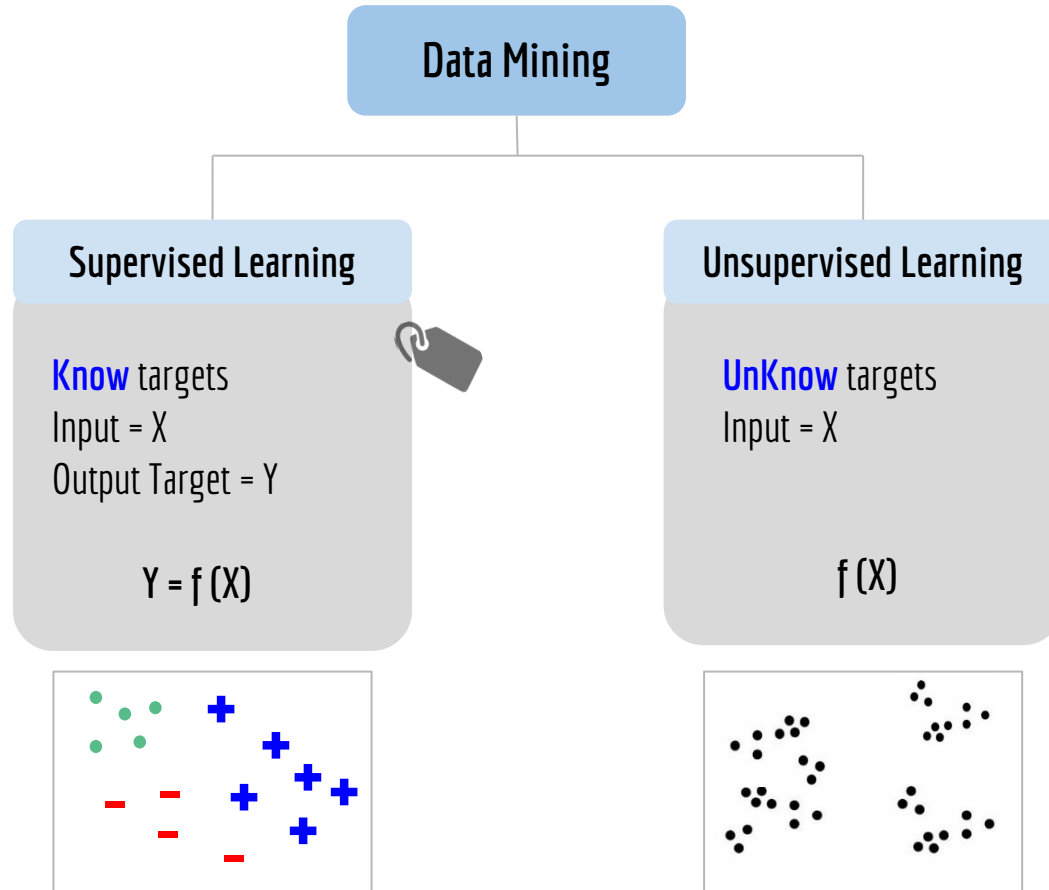 Data Mining
Supervised Learning
Know targets
Input = X
Output Target = Y
Y = f (X)
Unsupervised Learning
UnKnow targets
Input = X
f (X)